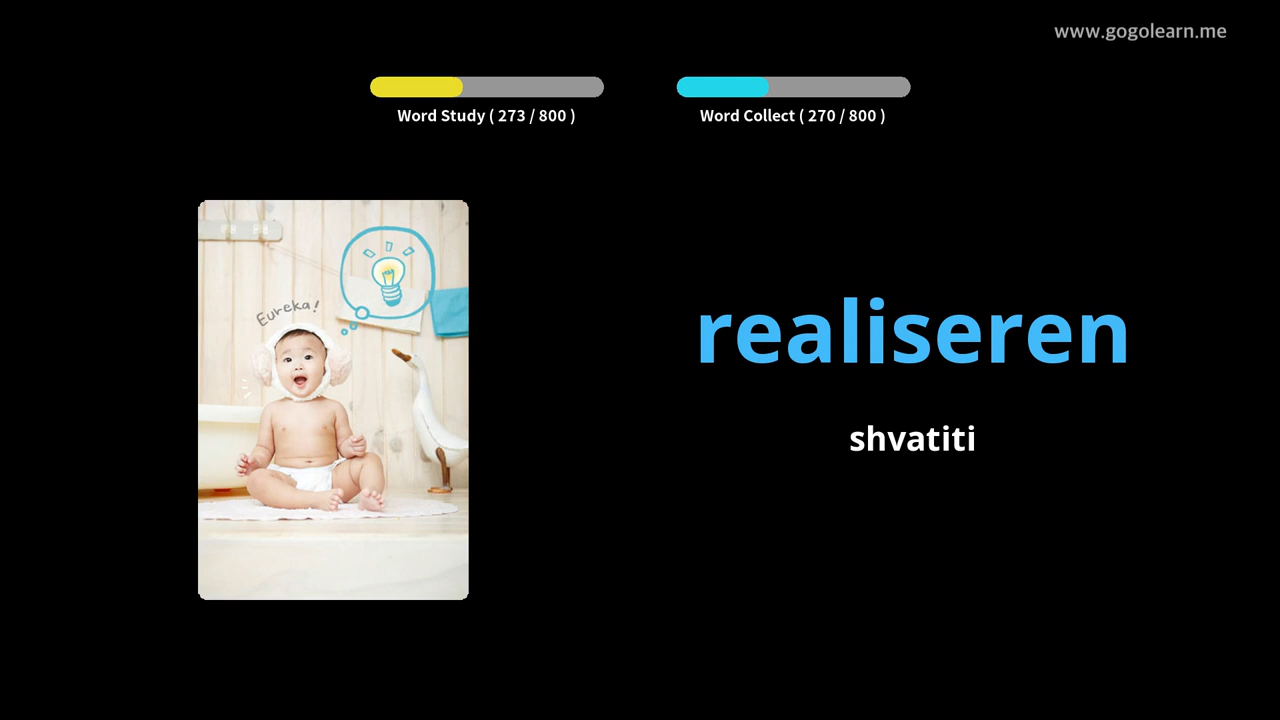 www.gogolearn.me
Word Study ( 273 / 800 )
Word Collect ( 270 / 800 )
Eureka!
realiseren
shvatiti